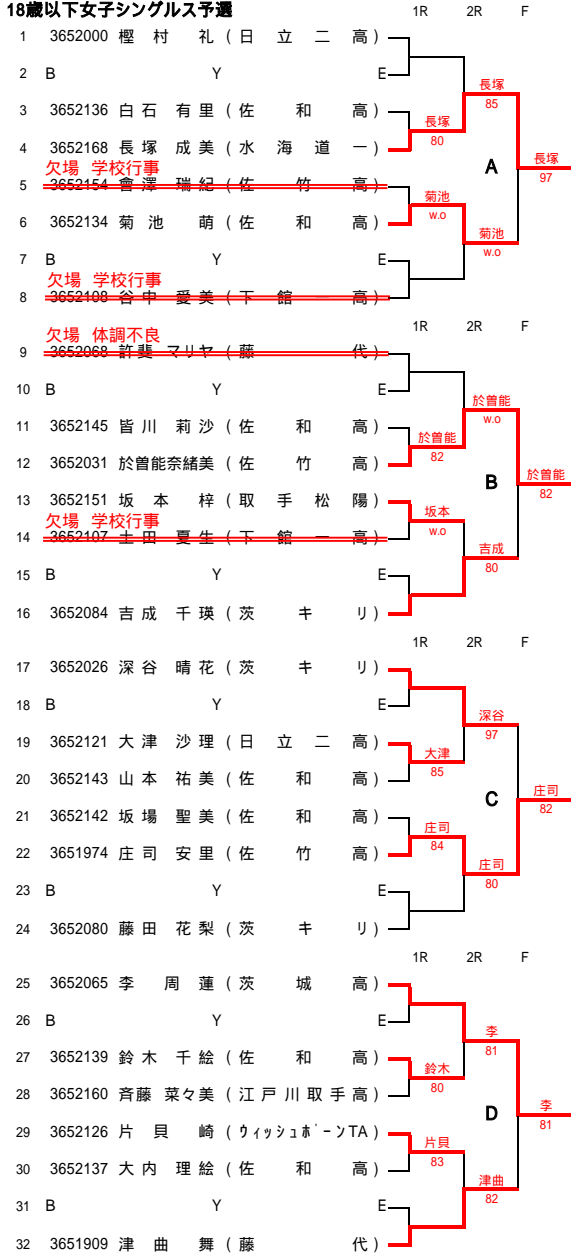 18歳以下女子シングルス予選
1R 2R F
1 3652000 樫村 礼 (日立二高)
2 B Y E
長塚
85
3 3652136 白石 有里 (佐和高)
長塚
80
4 3652168 長塚 成美 (水海道一)
A
長塚
97
欠場 学校行事
5 3652154 會澤 瑞紀 (佐竹高)
菊池
w.o
6 3652134 菊池 萌 (佐和高)
菊池
w.o
7 B Y E
欠場 学校行事
8 3652108 谷中 愛美 (下館一高)
1R 2R F
欠場 体調不良
9 3652068 許斐 マリヤ (藤代)
10 B Y E
於曽能
w.o
11 3652145 皆川 莉沙 (佐和高)
於曽能
82
12 3652031 於曽能奈緒美 (佐竹高)
B
於曽能
82
13 3652151 坂本 梓 (取手松陽)
坂本
w.o
欠場 学校行事
14 3652107 土田 夏生 (下館一高)
吉成
80
15 B Y E
16 3652084 吉成 千瑛 (茨キリ)
1R 2R F
17 3652026 深谷 晴花 (茨キリ)
18 B Y E
深谷
97
19 3652121 大津 沙理 (日立二高)
大津
85
20 3652143 山本 祐美 (佐和高)
C
庄司
82
21 3652142 坂場 聖美 (佐和高)
庄司
84
22 3651974 庄司 安里 (佐竹高)
庄司
80
23 B Y E
24 3652080 藤田 花梨 (茨キリ)
1R 2R F
25 3652065 李 周蓮 (茨城高)
26 B Y E
李
81
27 3652139 鈴木 千絵 (佐和高)
鈴木
80
28 3652160 斉藤 菜々美 (江戸川取手高)
D
李
81
29 3652126 片貝 崎 (ウィッシュボーンTA)
片貝
83
30 3652137 大内 理絵 (佐和高)
津曲
82
31 B Y E
32 3651909 津曲 舞 (藤代)